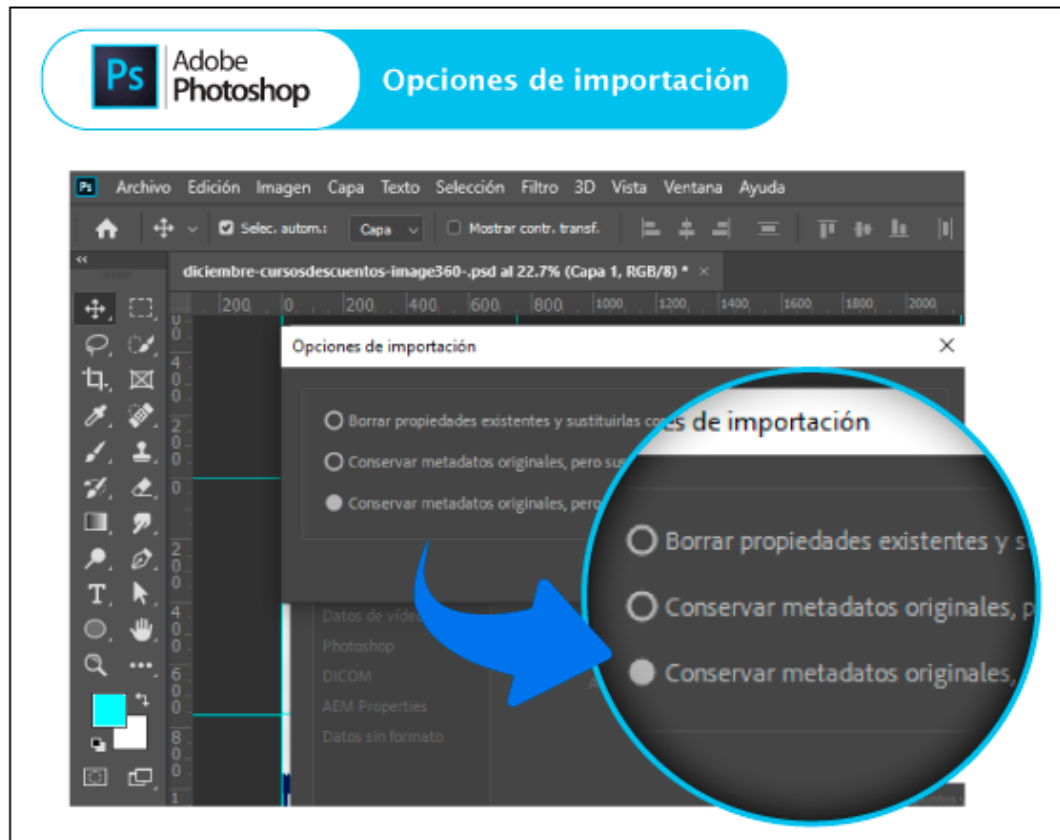 Ps
Adobe
Photoshop
Opciones de importación
Ps Archivo Edición Imagen Capa Texto Selección Filtro 3D Vista Ventana Ayuda
Selec. autom.: Capa Mostrar contr. transf.
diciembre-cursosdescuentos-image360-.psd al 22.7% (Capa 1, RGB/8) * ×
200 0 200 400 600 800 1000 1200 1400 1600 1800 2000
Opciones de importación
Borrar propiedades existentes y sustituirlas
Conservar metadatos originales, pero
Conservar metadatos originales, pero
es de importación
Borrar propiedades existentes y
Conservar metadatos originales,
Conservar metadatos originales,
Datos de vídeo
Photoshop
DICOM
AEM Properties
Datos sin formato